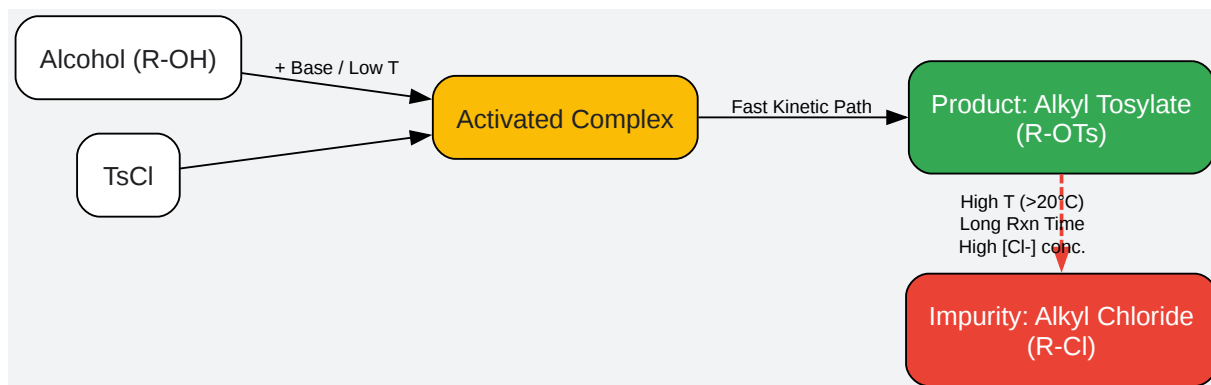 Alcohol (R-OH)
+ Base / Low T
TsCl
Activated Complex
Fast Kinetic Path
Product: Alkyl Tosylate
(R-OTs)
High T (>20°C)
Long Rxn Time
High [Cl-] conc.
Impurity: Alkyl Chloride
(R-Cl)